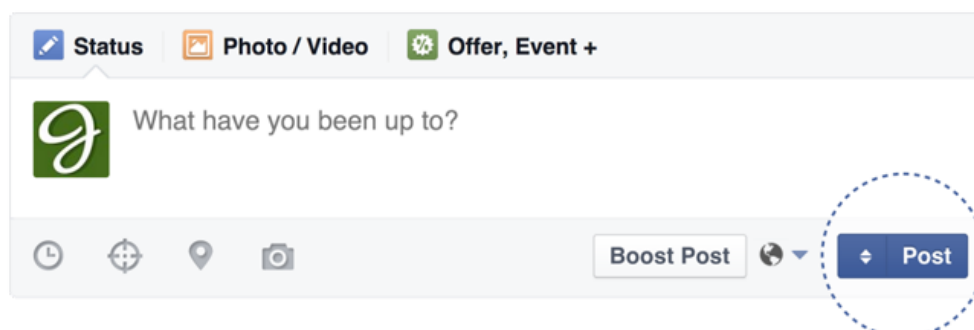 Status Photo / Video Offer, Event +
What have you been up to?
Boost Post Post